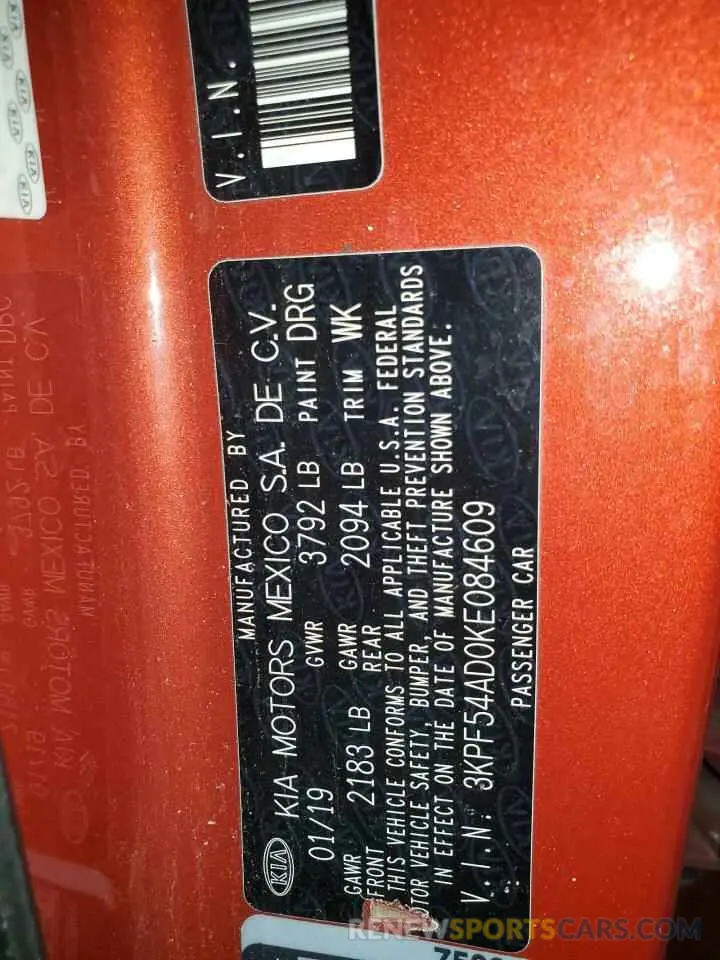 V.I.N.
MANUFACTURED BY
KIA KIA MOTORS MEXICO S.A. DE C.V.
01/19 GVWR 3792 LB PAINT DRG
GAWR FRONT 2183 LB GAWR REAR 2094 LB TRIM WK
THIS VEHICLE CONFORMS TO ALL APPLICABLE U.S.A. FEDERAL
MOTOR VEHICLE SAFETY, BUMPER, AND THEFT PREVENTION STANDARDS
IN EFFECT ON THE DATE OF MANUFACTURE SHOWN ABOVE.
V.I.N: 3KPF54AD0KE084609
PASSENGER CAR
RENEWSPORTSCARS.COM